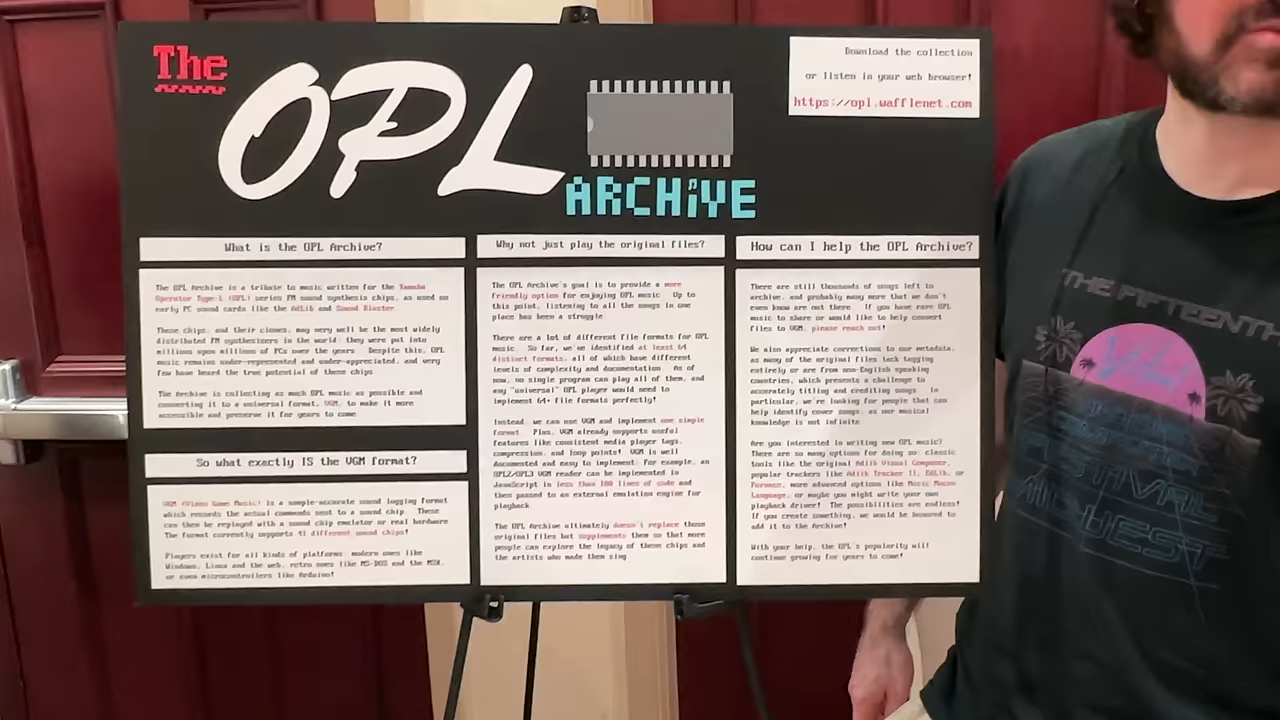 The
OPL
ARCHiVE
Download the collection
or listen in your web browser!
https://opl.wafflenet.com
What is the OPL Archive?
The OPL Archive is a tribute to music written for the Yamaha
Operator Type-L (OPL) series FM sound synthesis chips, as used on
early PC sound cards like the AdLib and Sound Blaster
These chips, and their clones, may very well be the most widely
distributed FM synthesizers in the world: they were put into
millions upon millions of PCs over the years Despite this, OPL
music remains under-represented and under-appreciated, and very
few have heard the true potential of these chips
The Archive is collecting as much OPL music as possible and
converting it to a universal format, VGM, to make it more
accessible and preserve it for years to come
So what exactly IS the VGM format?
VGM (Video Game Music) is a sample-accurate sound logging format
which records the actual commands sent to a sound chip These
can then be replayed with a sound chip emulator or real hardware
The format currently supports 41 different sound chips!
Players exist for all kinds of platforms: modern ones like
Windows, Linux and the web, retro ones like MS-DOS and the MSX,
or even microcontrollers like Arduino!
Why not just play the original files?
The OPL Archive's goal is to provide a more
friendly option for enjoying OPL music Up to
this point, listening to all the songs in one
place has been a struggle
There are a lot of different file formats for OPL
music So far, we've identified at least 64
distinct formats, all of which have different
levels of complexity and documentation As of
now, no single program can play all of them, and
any "universal" OPL player would need to
implement 64+ file formats perfectly!
Instead, we can use VGM and implement one simple
format Plus, VGM already supports useful
features like consistent media player tags,
compression, and loop points! VGM is well
documented and easy to implement: For example, an
OPL2/OPL3 VGM reader can be implemented in
JavaScript in less than 100 lines of code and
then passed to an external emulation engine for
playback
The OPL Archive ultimately doesn't replace those
original files but supplements them so that more
people can explore the legacy of these chips and
the artists who made them sing
How can I help the OPL Archive?
There are still thousands of songs left to
archive, and probably many more that we don't
even know are out there If you have rare OPL
music to share or would like to help convert
files to VGM, please reach out!
We also appreciate corrections to our metadata,
as many of the original files lack tagging
entirely or are from non-English speaking
countries, which presents a challenge to
accurately titling and crediting songs In
particular, we're looking for people that can
help identify cover songs, as our musical
knowledge is not infinite
Are you interested in writing new OPL music?
There are so many options for doing so: classic
tools like the original Adlib Visual Composer,
popular trackers like Adlib Tracker II, EdLib, or
Furnace, more advanced options like Music Macro
Language, or maybe you might write your own
playback driver! The possibilities are endless!
If you create something, we would be honored to
add it to the Archive!
With your help, the OPL's popularity will
continue growing for years to come!
THE FIFTEENTH